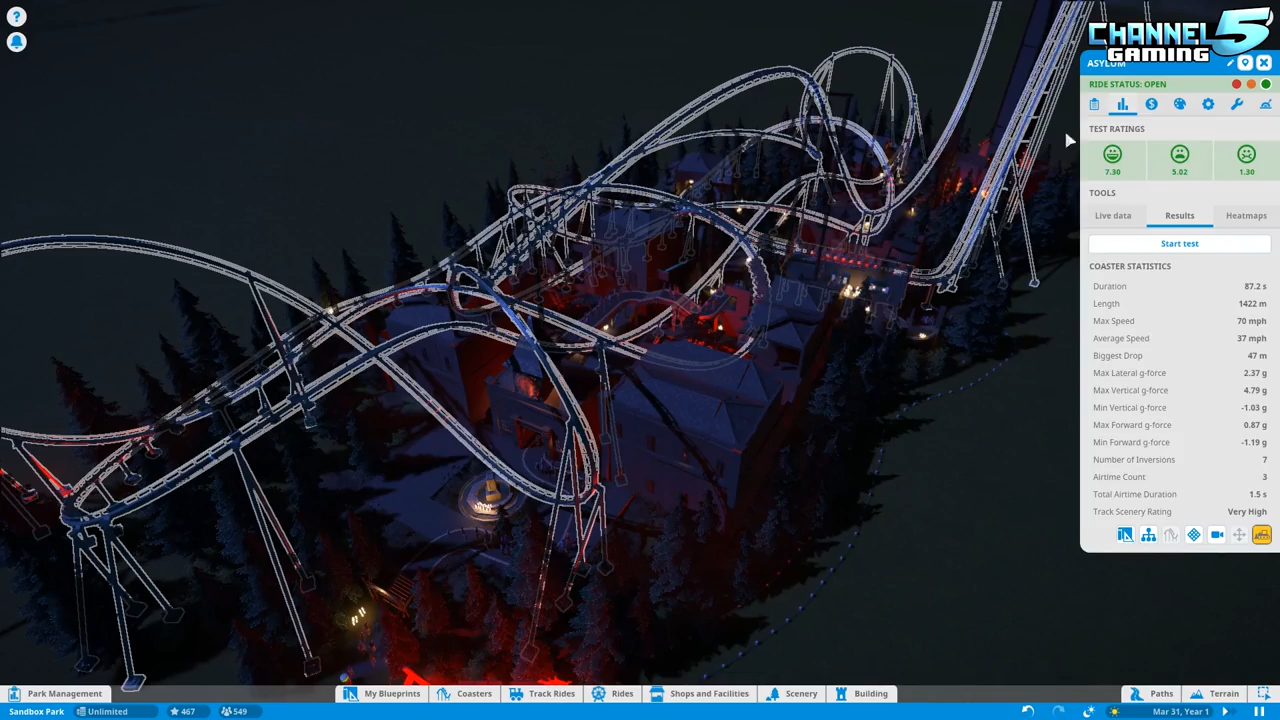 CHANNEL 5
GAMING
ASYLUM
RIDE STATUS: OPEN
TEST RATINGS
7.30 5.02 1.30
TOOLS
Live data Results Heatmaps
Start test
COASTER STATISTICS
Duration 87.2 s
Length 1422 m
Max Speed 70 mph
Average Speed 37 mph
Biggest Drop 47 m
Max Lateral g-force 2.37 g
Max Vertical g-force 4.79 g
Min Vertical g-force -1.03 g
Max Forward g-force 0.87 g
Min Forward g-force -1.19 g
Number of Inversions 7
Airtime Count 3
Total Airtime Duration 1.5 s
Track Scenery Rating Very High
Park Management My Blueprints Coasters Track Rides Rides Shops and Facilities Scenery Building Paths Terrain
Sandbox Park Unlimited 467 549 Mar 31, Year 1